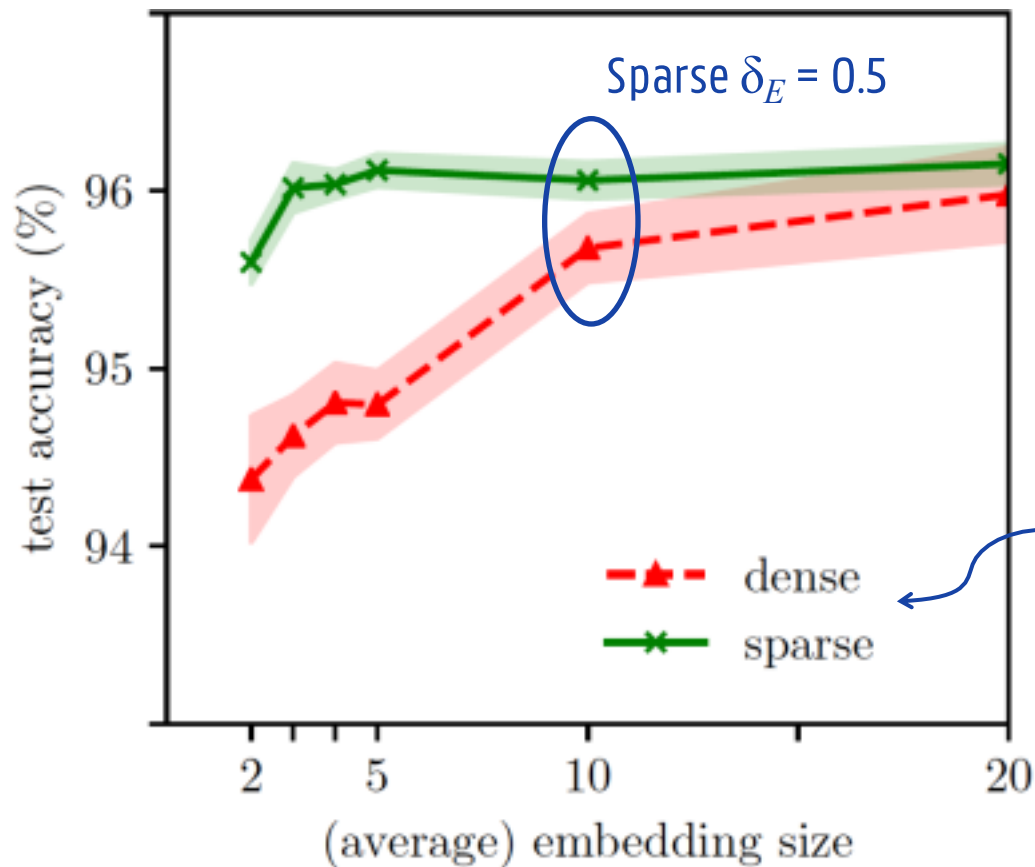 Sparse δ_E = 0.5
96
95
94
test accuracy (%)
dense
sparse
2 5 10 20
(average) embedding size